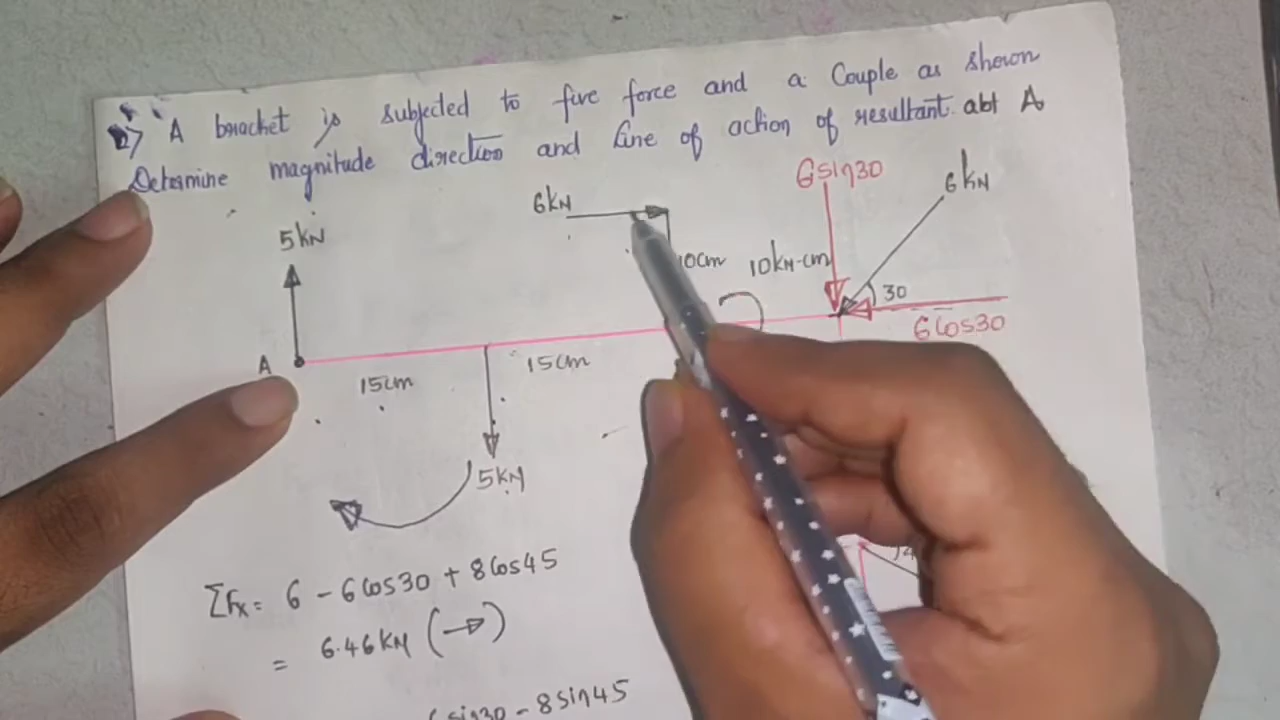 2) A bracket is subjected to five force and a Couple as shown
Determine magnitude direction and line of action of resultant abt A
6sin30
6kN
6kN
5kN
10cm
10kN-cm
30
6Cos30
A
15cm
15cm
5kN
ΣFx = 6 - 6Cos30 + 8Cos45
= 6.46kN (→)
6sin30 - 8sin45